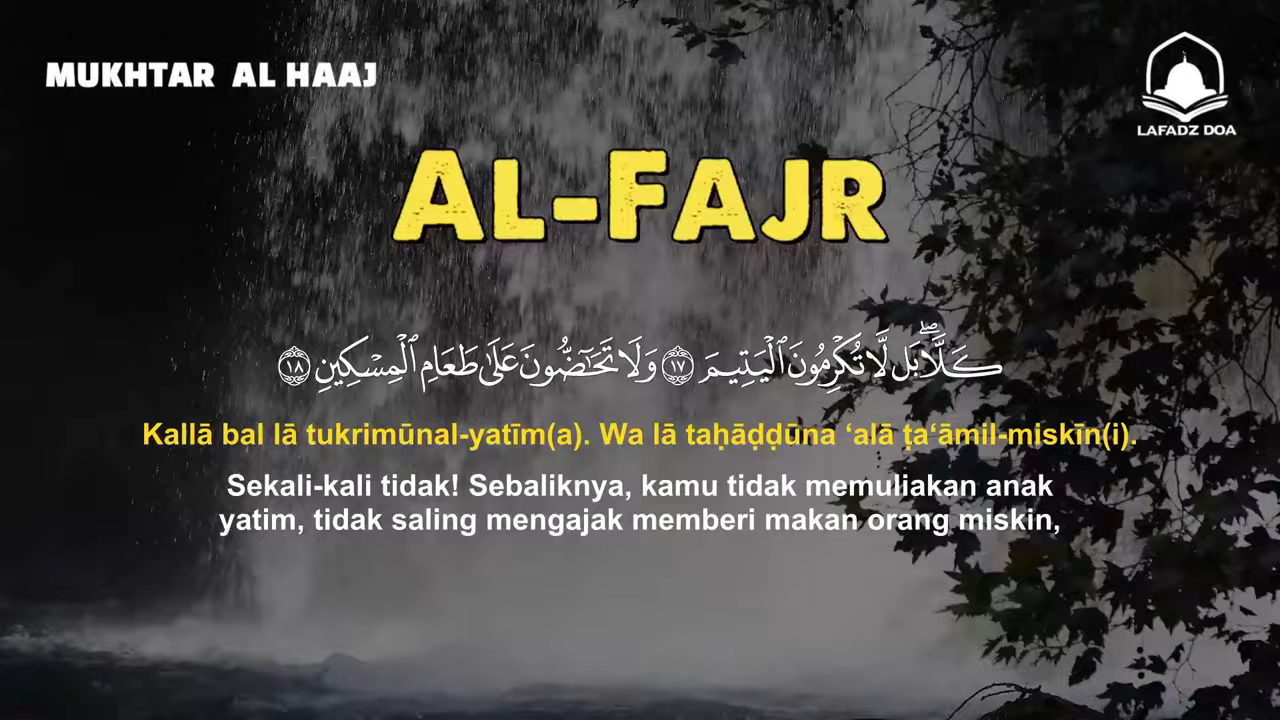 MUKHTAR AL HAAJ
LAFADZ DOA
AL-FAJR
كَلَّاۖ بَل لَّا تُكْرِمُونَ ٱلْيَتِيمَ ١٧ وَلَا تَحَٰٓضُّونَ عَلَىٰ طَعَامِ ٱلْمِسْكِينِ ١٨
Kallā bal lā tukrimūnal-yatīm(a). Wa lā taḥāḍḍūna ‘alā ṭa‘āmil-miskīn(i).
Sekali-kali tidak! Sebaliknya, kamu tidak memuliakan anak
yatim, tidak saling mengajak memberi makan orang miskin,